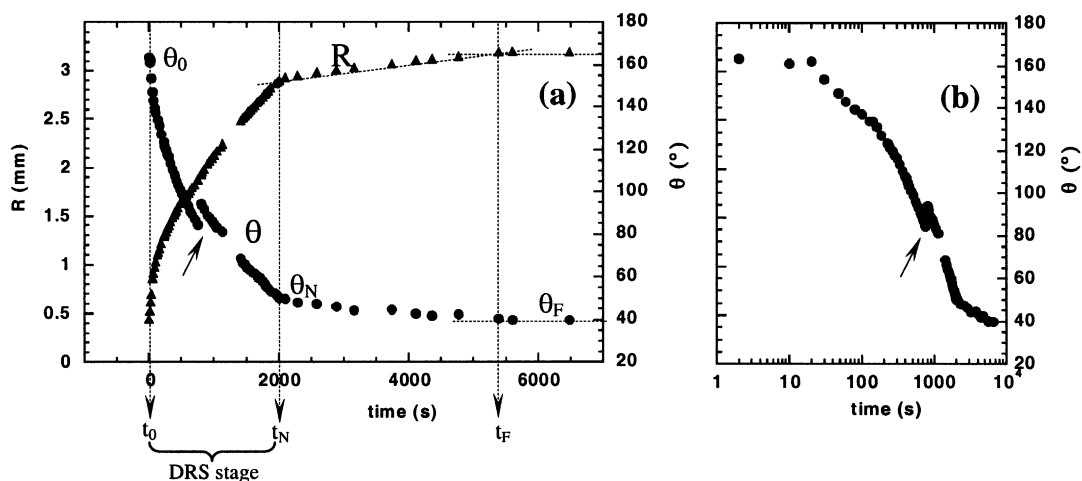 180
160
140
120
100
80
60
40
20
θ (°)
3
2.5
2
1.5
1
0.5
0
R (mm)
θ0
R
(a)
θ
θN
θF
0
2000
4000
6000
time (s)
t0
tN
tF
DRS stage
180
160
140
120
100
80
60
40
20
θ (°)
(b)
1
10
100
1000
10^4
time (s)